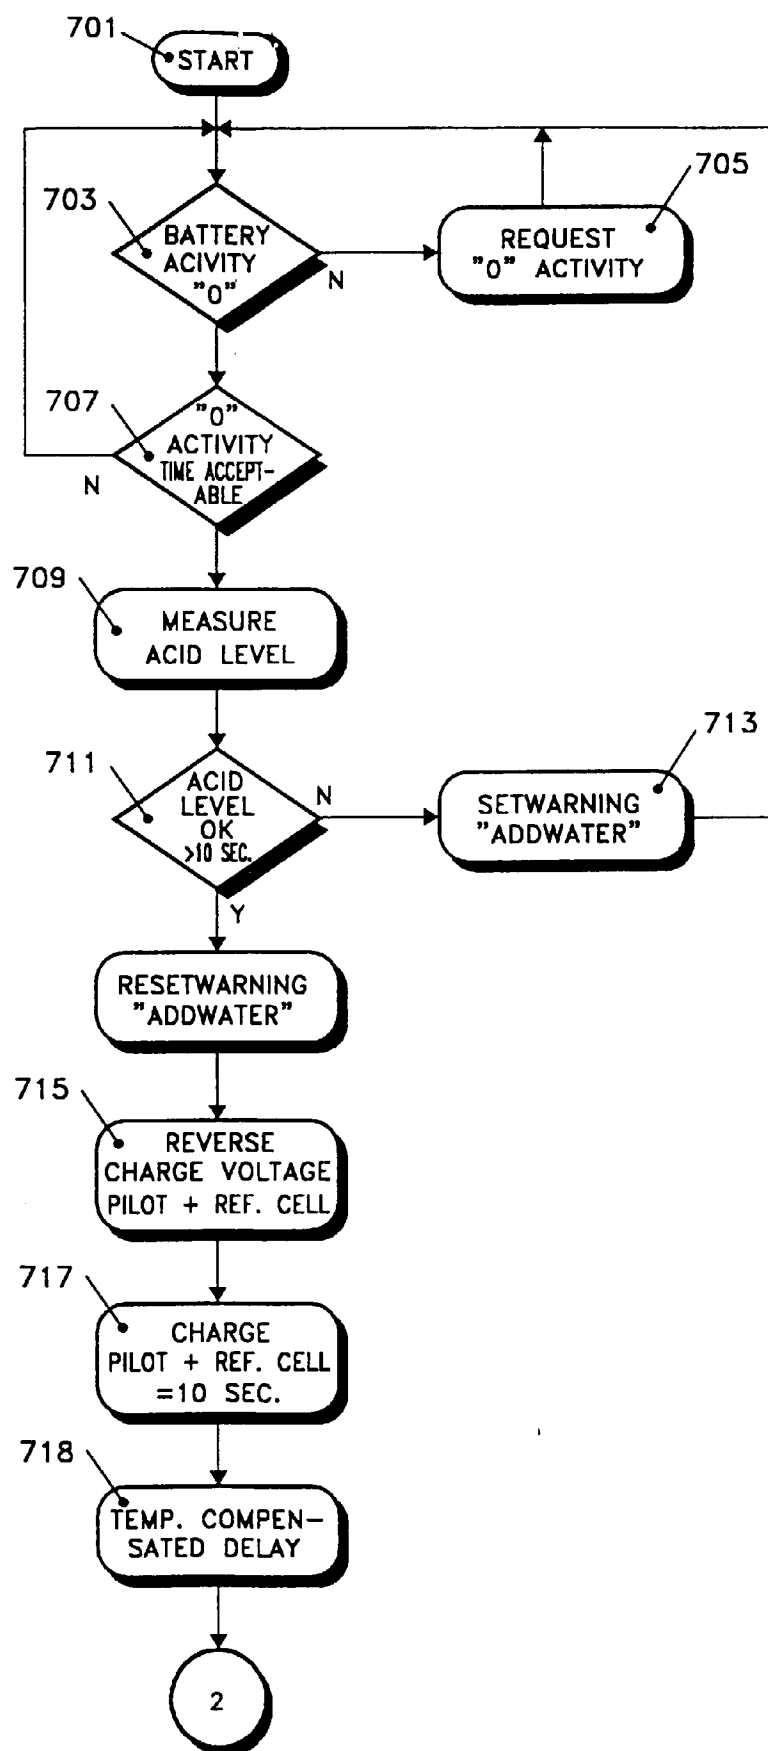 701
START
703
BATTERY
ACIVITY
"0"
N
705
REQUEST
"0" ACTIVITY
707
"0"
ACTIVITY
TIME ACCEPT-
ABLE
N
709
MEASURE
ACID LEVEL
711
ACID
LEVEL
OK
>10 SEC.
N
Y
713
SETWARNING
"ADDWATER"
RESETWARNING
"ADDWATER"
715
REVERSE
CHARGE VOLTAGE
PILOT + REF. CELL
717
CHARGE
PILOT + REF. CELL
=10 SEC.
718
TEMP. COMPEN-
SATED DELAY
2